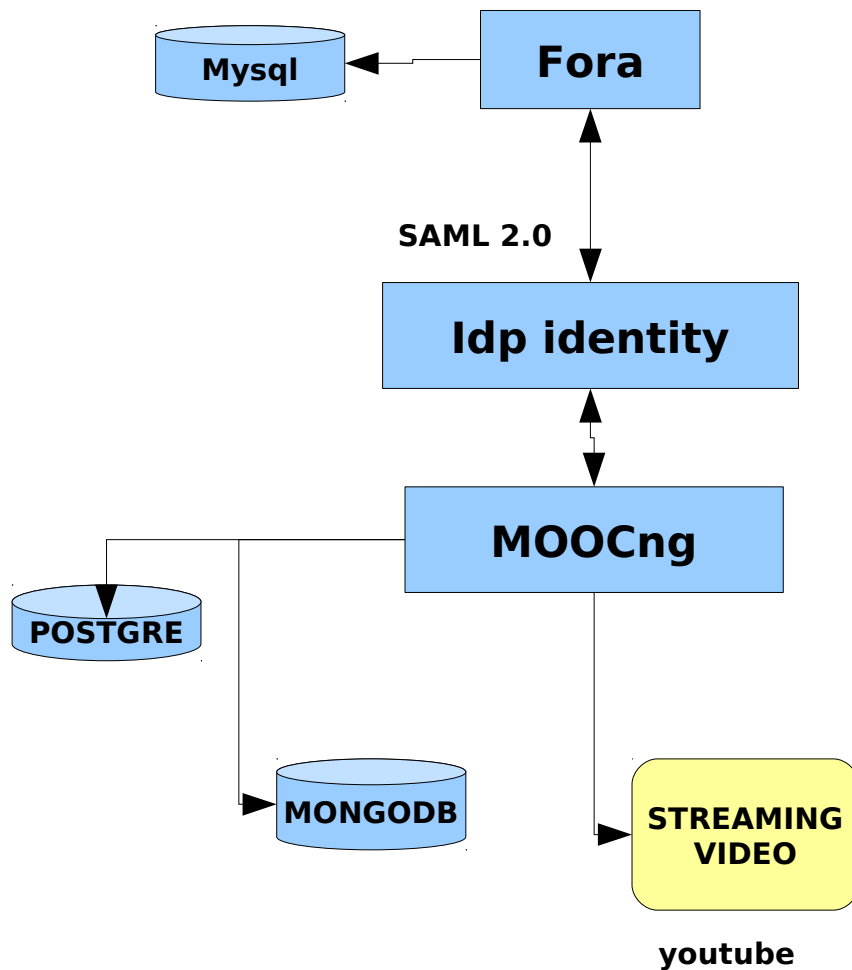 Fora
Mysql
SAML 2.0
Idp identity
MOOCng
POSTGRE
MONGODB
STREAMING
VIDEO
youtube